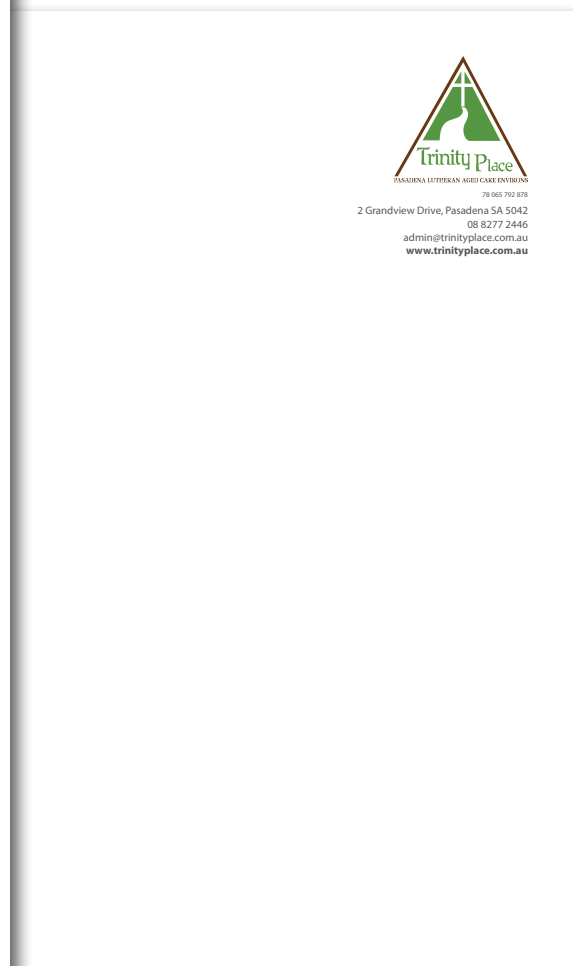 Trinity Place
PASADENA LUTHERAN AGED CARE ENVIRONS
78 065 792 878
2 Grandview Drive, Pasadena SA 5042
08 8277 2446
admin@trinityplace.com.au
www.trinityplace.com.au